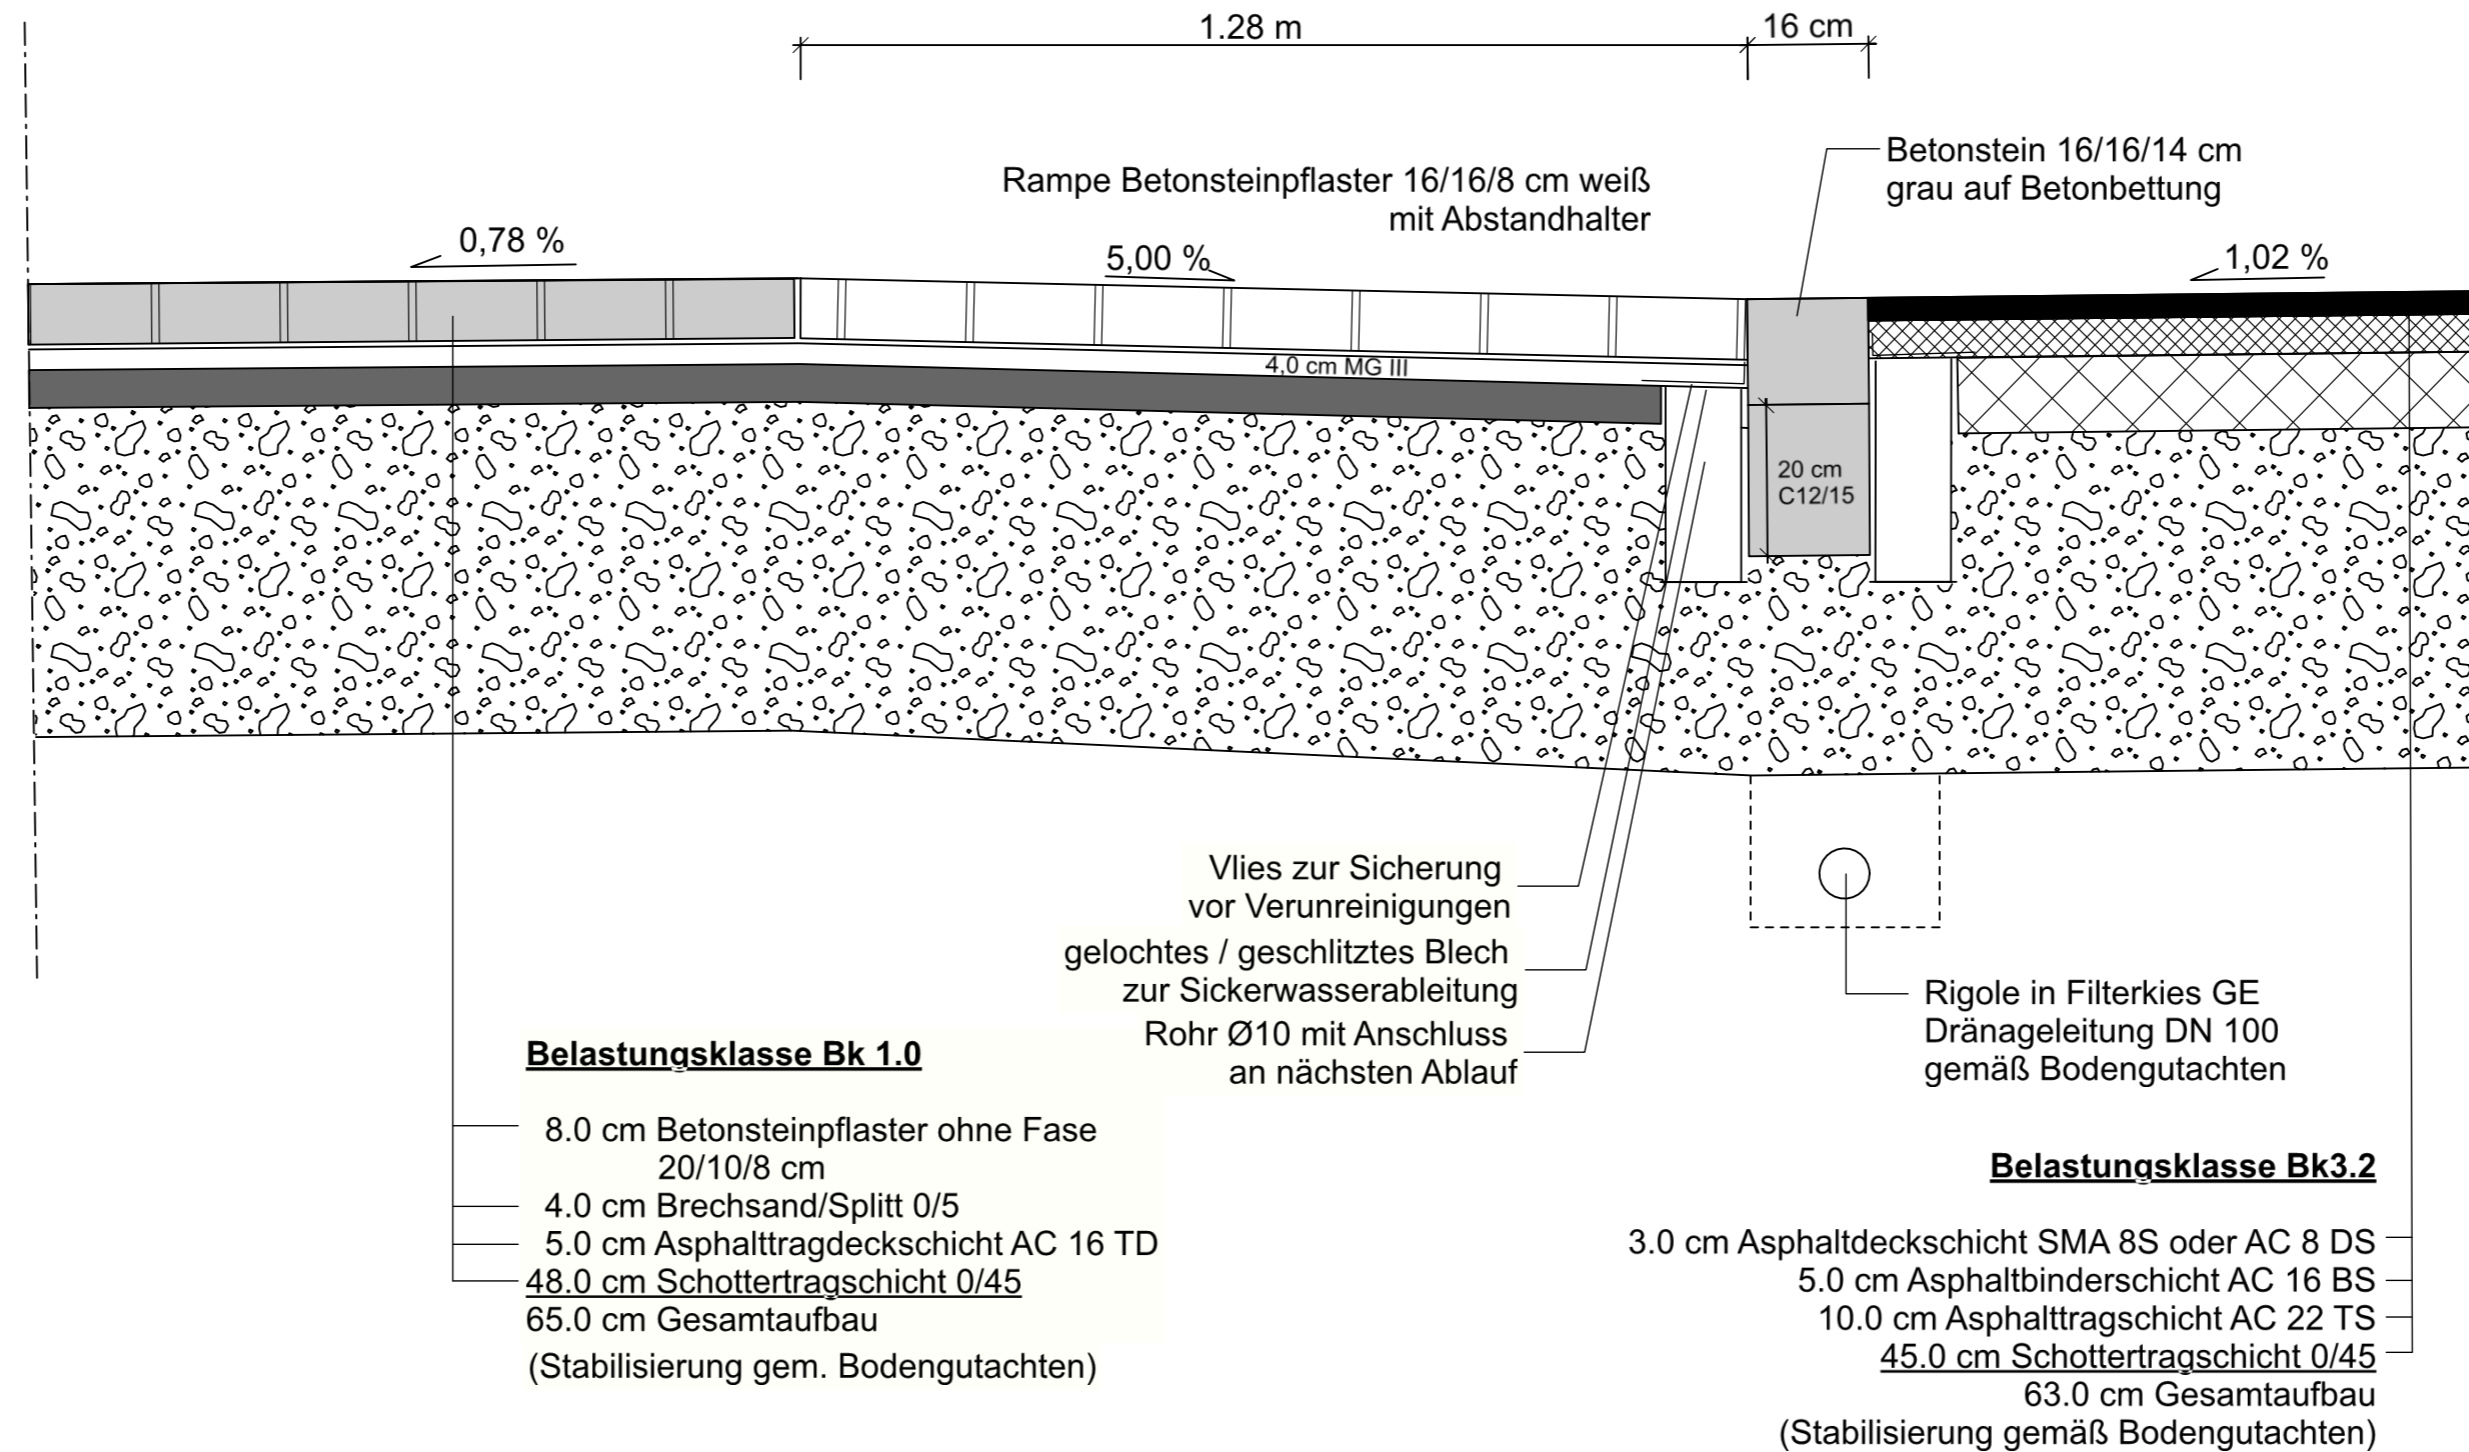 1.28 m
16 cm
Betonstein 16/16/14 cm
grau auf Betonbettung
Rampe Betonsteinpflaster 16/16/8 cm weiß
mit Abstandhalter
0,78 %
5,00 %
1,02 %
4,0 cm MG III
20 cm
C12/15
Vlies zur Sicherung
vor Verunreinigungen
gelochtes / geschlitztes Blech
zur Sickerwasserableitung
Rohr Ø10 mit Anschluss
an nächsten Ablauf
Rigole in Filterkies GE
Dränageleitung DN 100
gemäß Bodengutachten
Belastungsklasse Bk 1.0
8.0 cm Betonsteinpflaster ohne Fase
20/10/8 cm
4.0 cm Brechsand/Splitt 0/5
5.0 cm Asphalttragdeckschicht AC 16 TD
48.0 cm Schottertragschicht 0/45
65.0 cm Gesamtaufbau
(Stabilisierung gem. Bodengutachten)
Belastungsklasse Bk3.2
3.0 cm Asphaltdeckschicht SMA 8S oder AC 8 DS
5.0 cm Asphaltbinderschicht AC 16 BS
10.0 cm Asphalttragschicht AC 22 TS
45.0 cm Schottertragschicht 0/45
63.0 cm Gesamtaufbau
(Stabilisierung gemäß Bodengutachten)